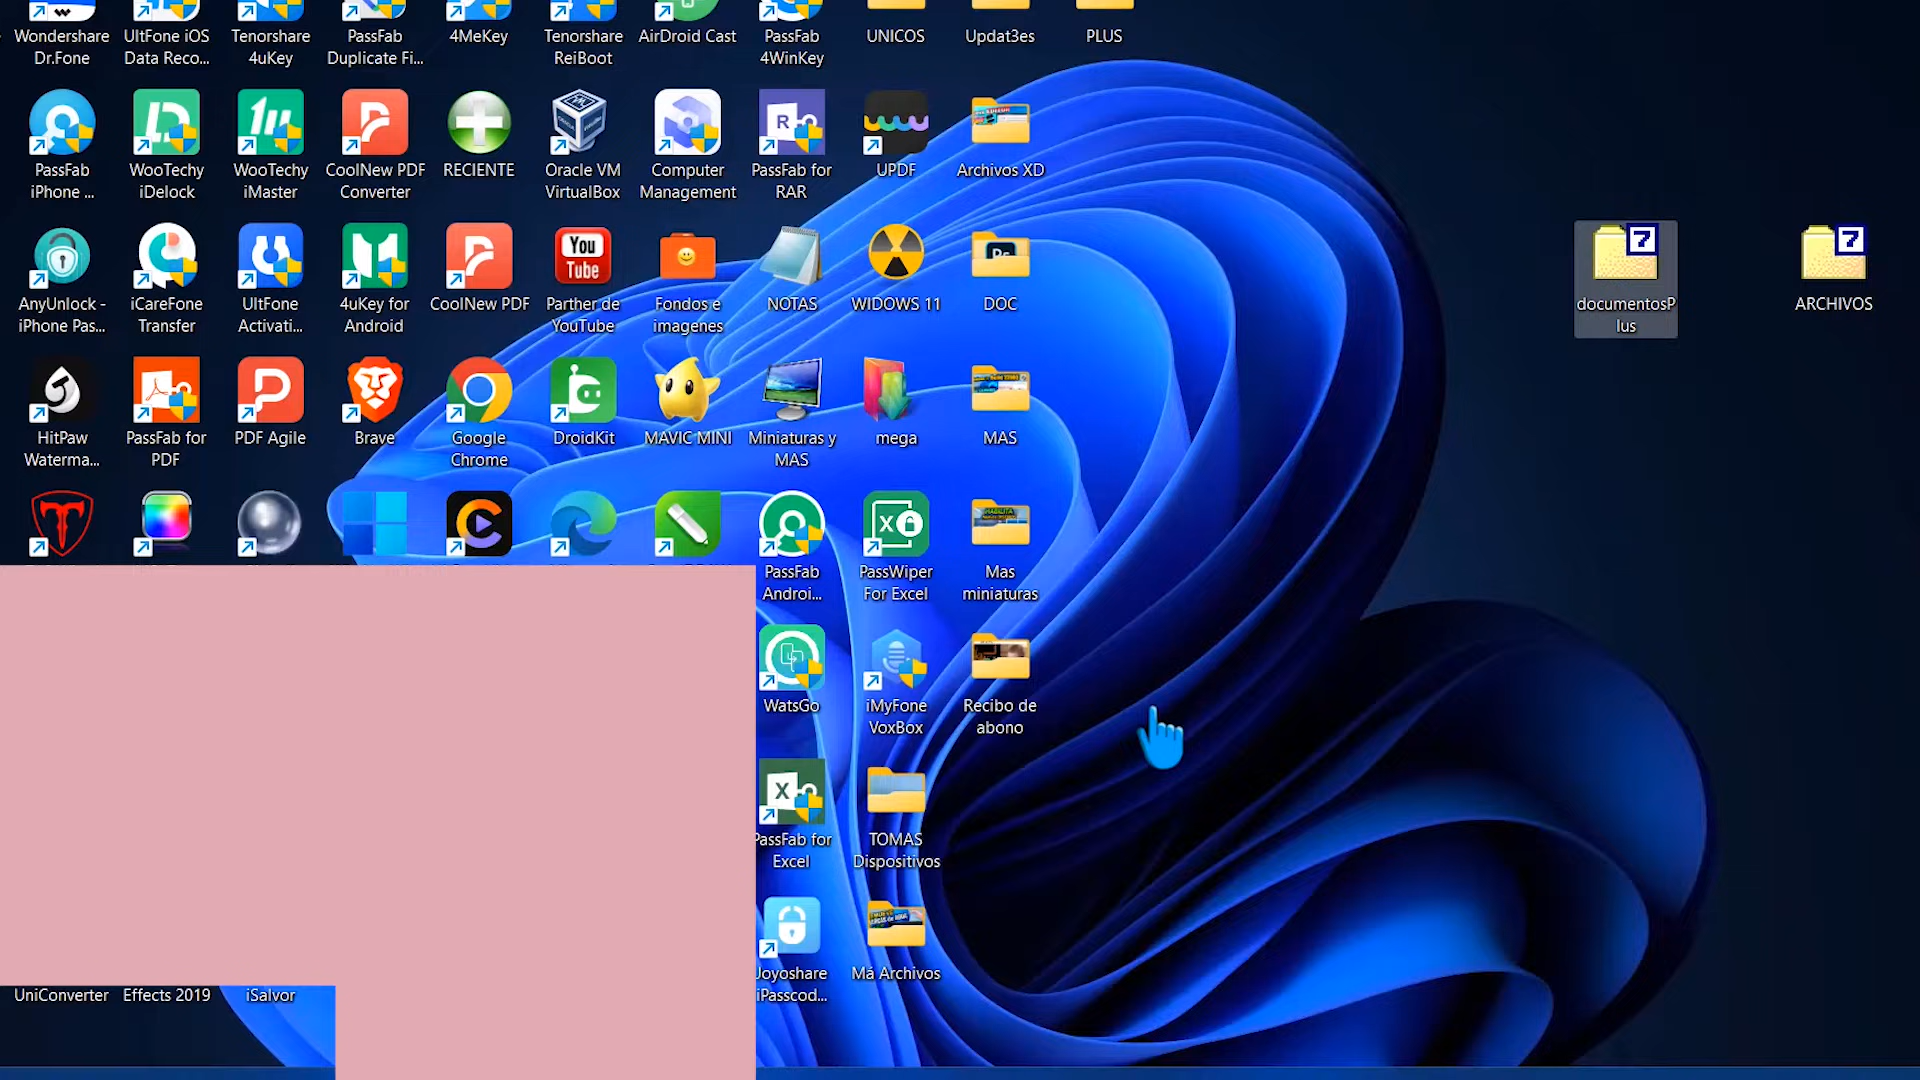 Wondershare
Dr.Fone
UltFone iOS
Data Reco...
Tenorshare
4uKey
PassFab
Duplicate Fi...
4MeKey
Tenorshare
ReiBoot
AirDroid Cast
PassFab
4WinKey
UNICOS
Updat3es
PLUS
PassFab
iPhone ...
WooTechy
iDelock
WooTechy
iMaster
CoolNew PDF
Converter
RECIENTE
Oracle VM
VirtualBox
Computer
Management
R
PassFab for
RAR
UPDF
Archivos XD
AnyUnlock -
iPhone Pas...
iCareFone
Transfer
UltFone
Activati...
4uKey for
Android
CoolNew PDF
You
Tube
Parther de
YouTube
Fondos e
imagenes
NOTAS
WIDOWS 11
DOC
7
documentosP
lus
7
ARCHIVOS
HitPaw
Waterma...
PassFab for
PDF
PDF Agile
Brave
Google
Chrome
DroidKit
MAVIC MINI
Miniaturas y
MAS
mega
MAS
PassFab
Androi...
X
PassWiper
For Excel
Mas
miniaturas
WatsGo
iMyFone
VoxBox
Recibo de
abono
X
PassFab for
Excel
TOMAS
Dispositivos
Joyoshare
iPasscod...
Má Archivos
UniConverter
Effects 2019
iSalvor